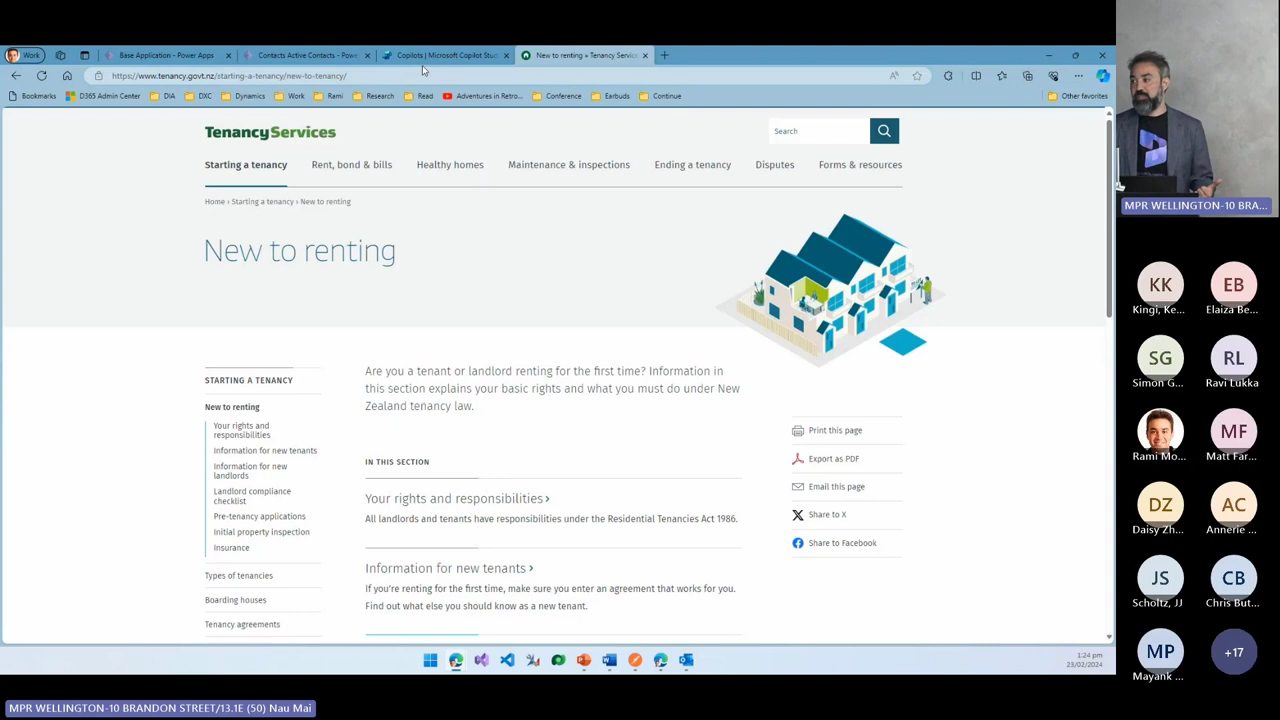 Work
Base Application - Power Apps
Contacts Active Contacts - Powe
Copilots | Microsoft Copilot Stud
New to renting » Tenancy Servic
https://www.tenancy.govt.nz/starting-a-tenancy/new-to-tenancy/
Bookmarks
D365 Admin Center
DIA
DXC
Dynamics
Work
Rami
Research
Read
Adventures in Retro...
Conference
Earbuds
Continue
Other favorites
TenancyServices
Search
Starting a tenancy
Rent, bond & bills
Healthy homes
Maintenance & inspections
Ending a tenancy
Disputes
Forms & resources
Home › Starting a tenancy › New to renting
New to renting
STARTING A TENANCY
New to renting
Your rights and
responsibilities
Information for new tenants
Information for new
landlords
Landlord compliance
checklist
Pre-tenancy applications
Initial property inspection
Insurance
Types of tenancies
Boarding houses
Tenancy agreements
Are you a tenant or landlord renting for the first time? Information in
this section explains your basic rights and what you must do under New
Zealand tenancy law.
IN THIS SECTION
Your rights and responsibilities ›
All landlords and tenants have responsibilities under the Residential Tenancies Act 1986.
Information for new tenants ›
If you're renting for the first time, make sure you enter an agreement that works for you.
Find out what else you should know as a new tenant.
Print this page
Export as PDF
Email this page
Share to X
Share to Facebook
1:24 pm
23/02/2024
MPR WELLINGTON-10 BRA...
KK
Kingi, Ke...
EB
Elaiza Be...
SG
Simon G...
RL
Ravi Lukka
Rami Mo...
MF
Matt Far...
DZ
Daisy Zh...
AC
Annerie ...
JS
Scholtz, JJ
CB
Chris But...
MP
Mayank ...
+17
MPR WELLINGTON-10 BRANDON STREET/13.1E (50) Nau Mai